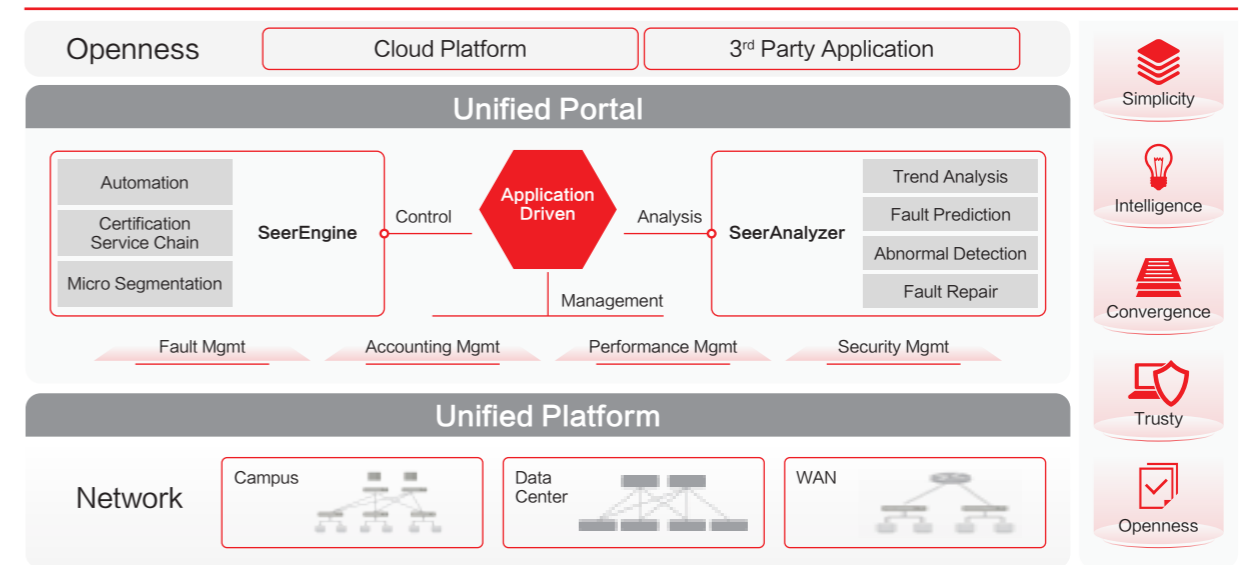 Openness
Cloud Platform
3rd Party Application
Unified Portal
Automation
Certification
Service Chain
Micro Segmentation
SeerEngine
Control
Application
Driven
Analysis
SeerAnalyzer
Trend Analysis
Fault Prediction
Abnormal Detection
Fault Repair
Management
Fault Mgmt
Accounting Mgmt
Performance Mgmt
Security Mgmt
Unified Platform
Network
Campus
Data
Center
WAN
Simplicity
Intelligence
Convergence
Trusty
Openness